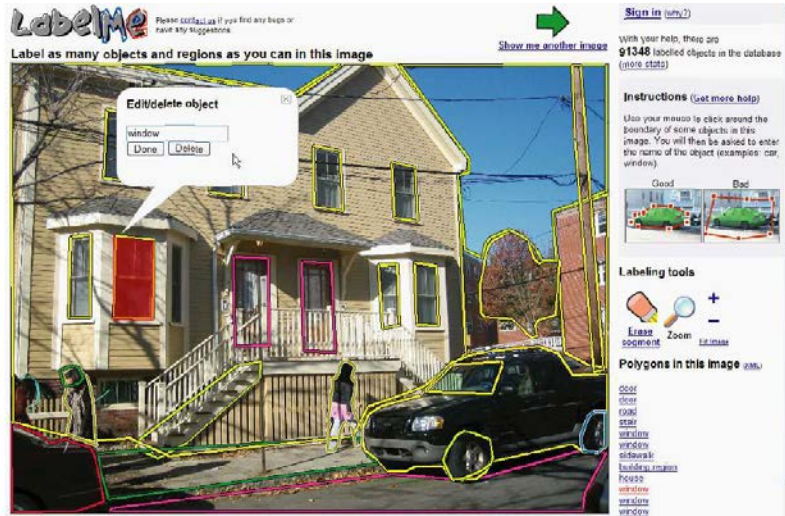 LabelMe
Please contact us if you find any bugs or
have any suggestions.
Label as many objects and regions as you can in this image
Show me another image
Edit/delete object
window
Done Delete
Sign in (why?)
With your help, there are
91348 labelled objects in the database
(more stats)
Instructions (Get more help)
Use your mouse to click around the
boundary of some objects in this
image. You will then be asked to enter
the name of the object (examples: car,
window).
Good Bad
Labeling tools
Erase
segment
Zoom
Fit Image
Polygons in this image (XML)
door
door
road
stair
window
window
sidewalk
building region
house
window
window
window